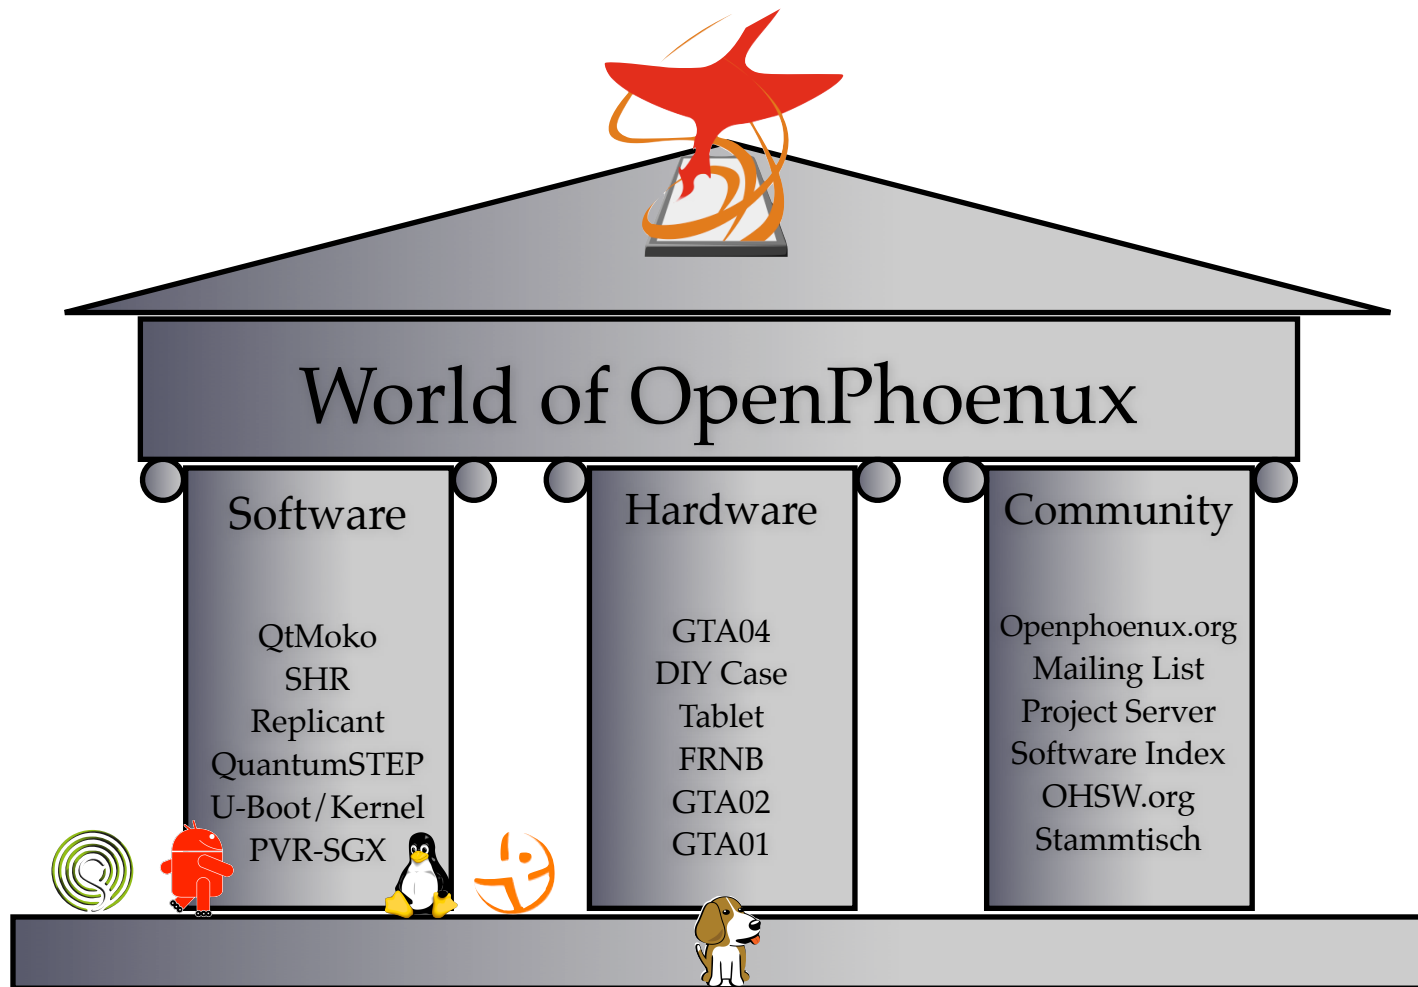 World of OpenPhoenux
Software
QtMoko
SHR
Replicant
QuantumSTEP
U-Boot/Kernel
PVR-SGX
Hardware
GTA04
DIY Case
Tablet
FRNB
GTA02
GTA01
Community
Openphoenux.org
Mailing List
Project Server
Software Index
OHSW.org
Stammtisch